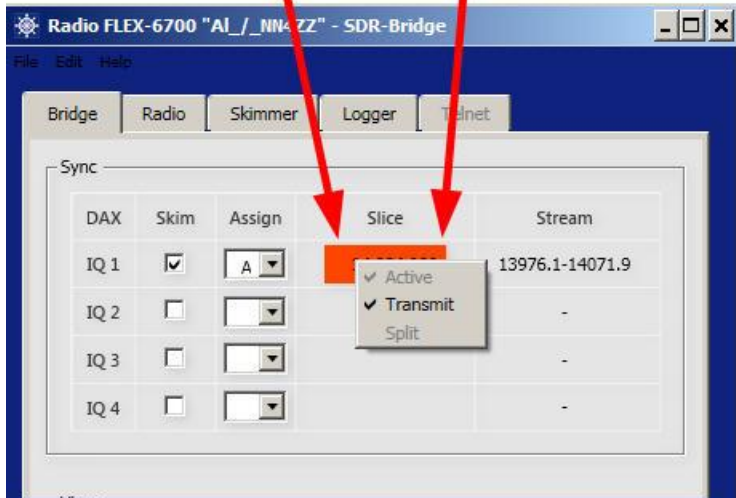 Radio FLEX-6700 "Al_/_NN4ZZ" - SDR-Bridge
File Edit Help
Bridge Radio Skimmer Logger Telnet
Sync
DAX Skim Assign Slice Stream
IQ 1 A 13976.1-14071.9
Active
IQ 2 Transmit -
Split
IQ 3 -
IQ 4 -